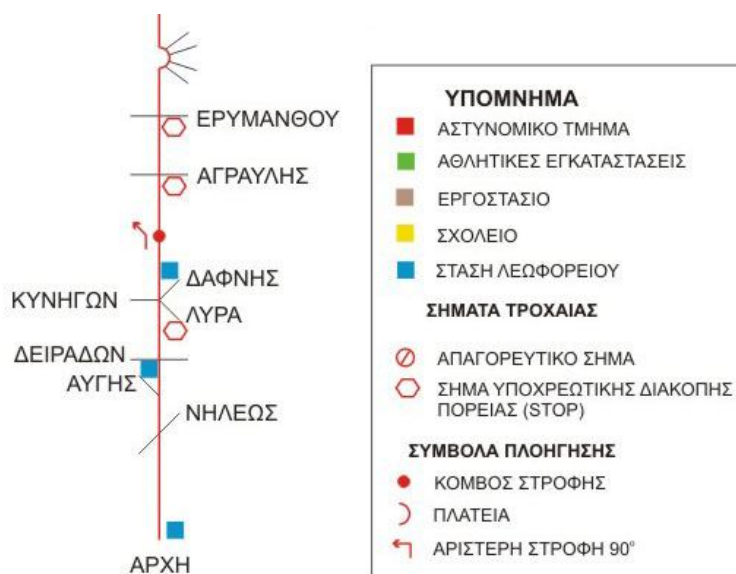 ΕΡΥΜΑΝΘΟΥ
ΑΓΡΑΥΛΗΣ
ΔΑΦΝΗΣ
ΚΥΝΗΓΩΝ
ΛΥΡΑ
ΔΕΙΡΑΔΩΝ
ΑΥΓΗΣ
ΝΗΛΕΩΣ
ΑΡΧΗ
ΥΠΟΜΝΗΜΑ
ΑΣΤΥΝΟΜΙΚΟ ΤΜΗΜΑ
ΑΘΛΗΤΙΚΕΣ ΕΓΚΑΤΑΣΤΑΣΕΙΣ
ΕΡΓΟΣΤΑΣΙΟ
ΣΧΟΛΕΙΟ
ΣΤΑΣΗ ΛΕΩΦΟΡΕΙΟΥ
ΣΗΜΑΤΑ ΤΡΟΧΑΙΑΣ
ΑΠΑΓΟΡΕΥΤΙΚΟ ΣΗΜΑ
ΣΗΜΑ ΥΠΟΧΡΕΩΤΙΚΗΣ ΔΙΑΚΟΠΗΣ
ΠΟΡΕΙΑΣ (STOP)
ΣΥΜΒΟΛΑ ΠΛΟΗΓΗΣΗΣ
ΚΟΜΒΟΣ ΣΤΡΟΦΗΣ
ΠΛΑΤΕΙΑ
ΑΡΙΣΤΕΡΗ ΣΤΡΟΦΗ 90°